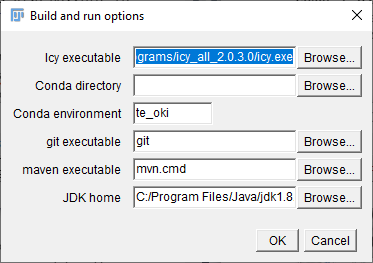 Build and run options
Icy executable grams/icy_all_2.0.3.0/icy.exe Browse...
Conda directory Browse...
Conda environment te_oki
git executable git Browse...
maven executable mvn.cmd Browse...
JDK home C:/Program Files/Java/jdk1.8 Browse...
OK Cancel